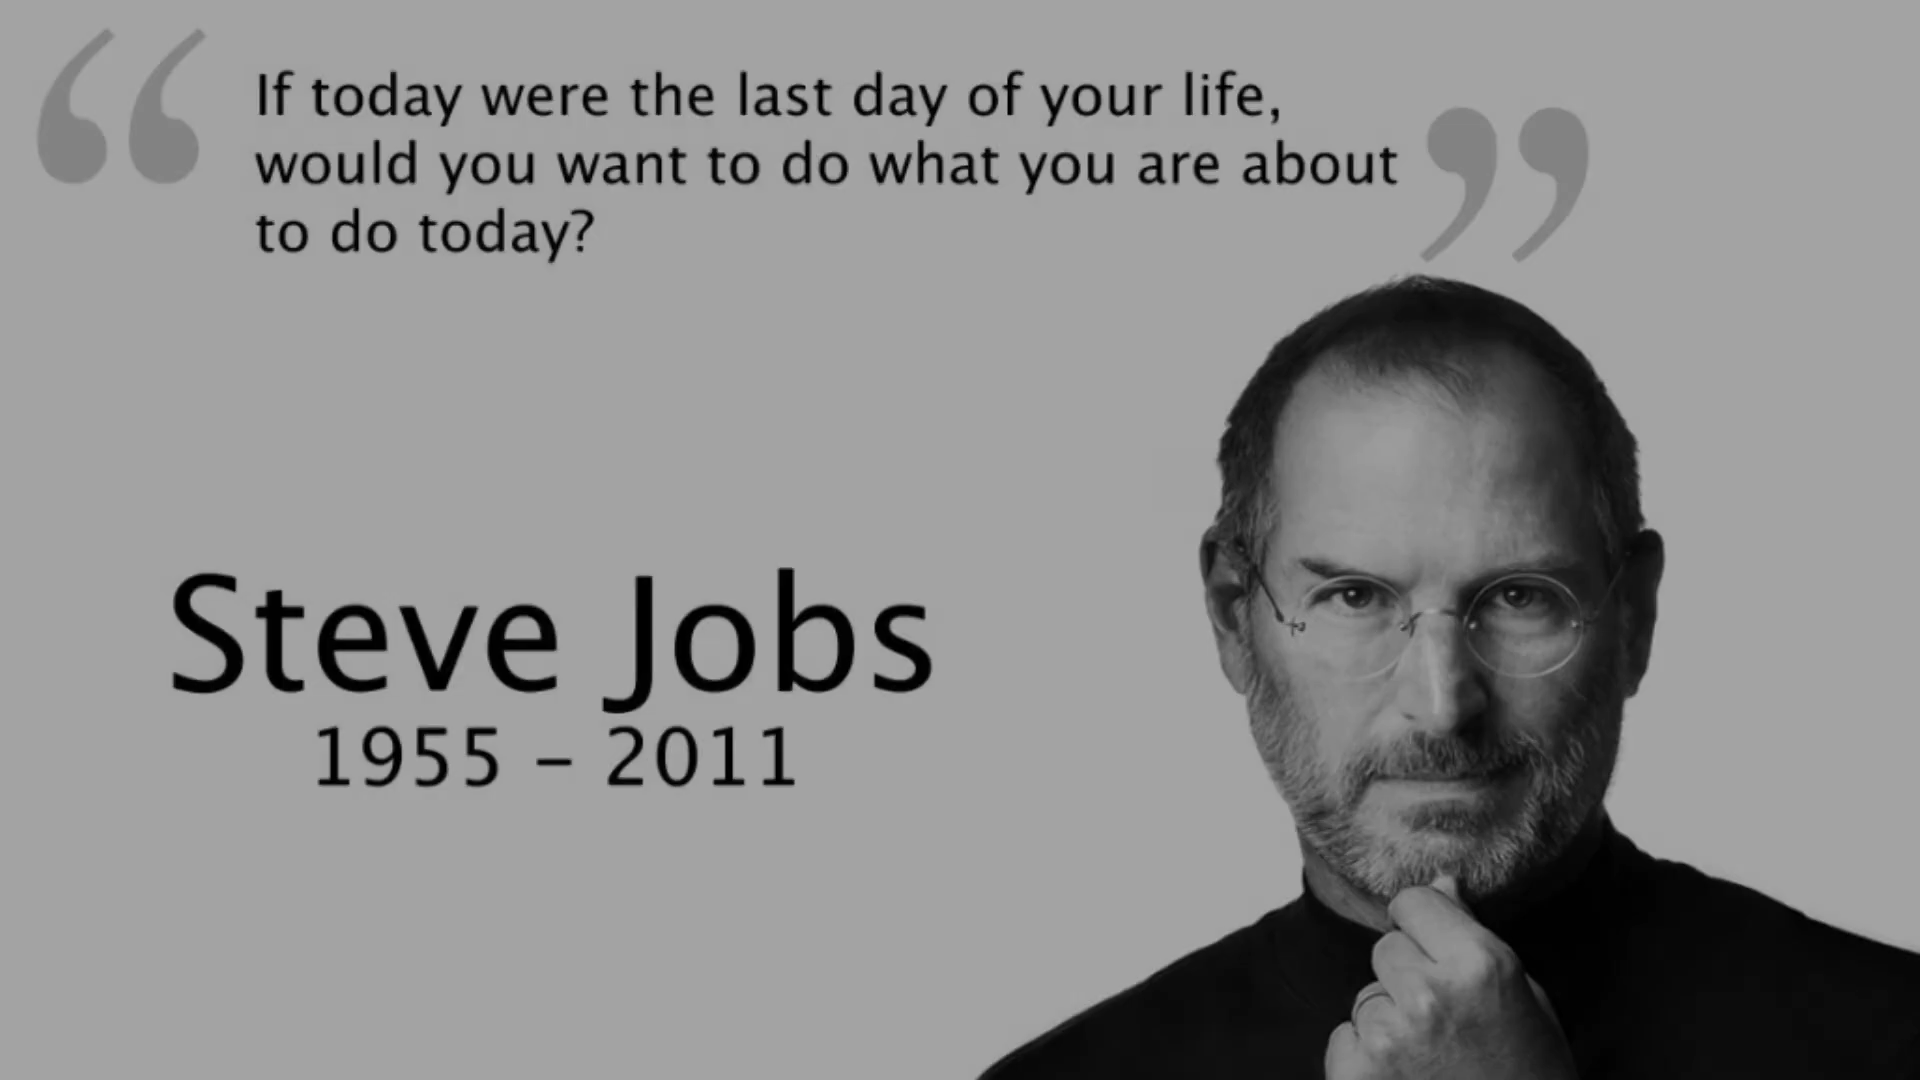 “ If today were the last day of your life,
would you want to do what you are about
to do today? ”
Steve Jobs
1955 – 2011